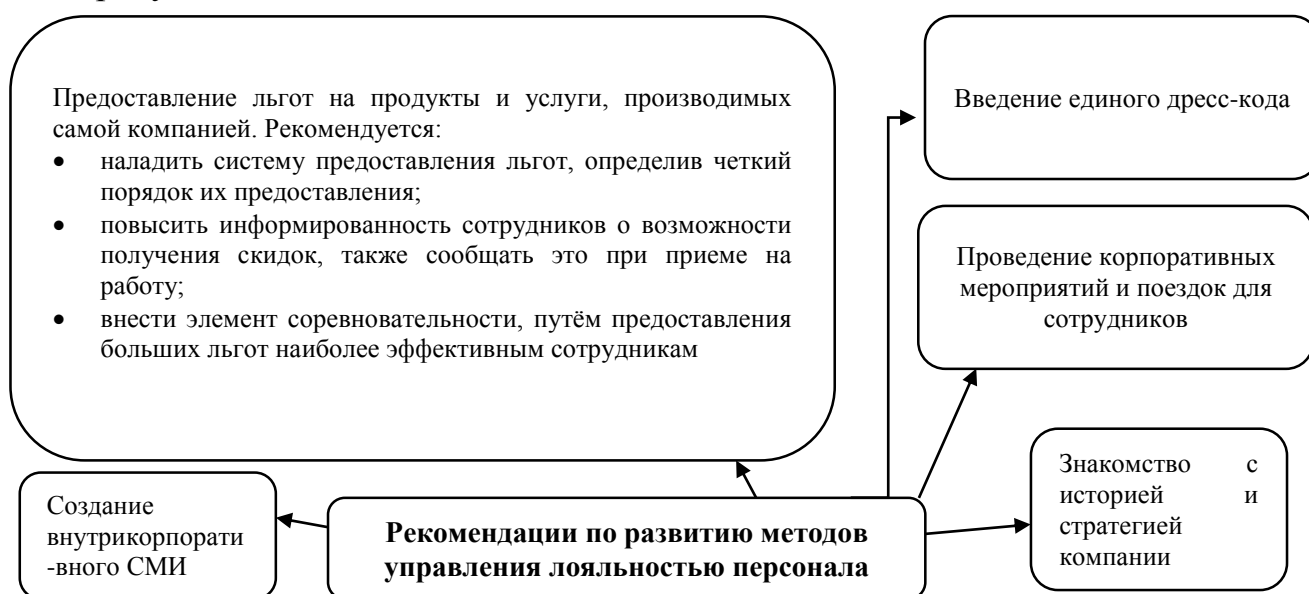 Предоставление льгот на продукты и услуги, производимых
самой компанией. Рекомендуется:
• наладить систему предоставления льгот, определив четкий
порядок их предоставления;
• повысить информированность сотрудников о возможности
получения скидок, также сообщать это при приеме на
работу;
• внести элемент соревновательности, путём предоставления
больших льгот наиболее эффективным сотрудникам
Введение единого дресс-кода
Проведение корпоративных
мероприятий и поездок для
сотрудников
Знакомство с
историей и
стратегией
компании
Создание
внутрикорпорати
-вного СМИ
Рекомендации по развитию методов
управления лояльностью персонала